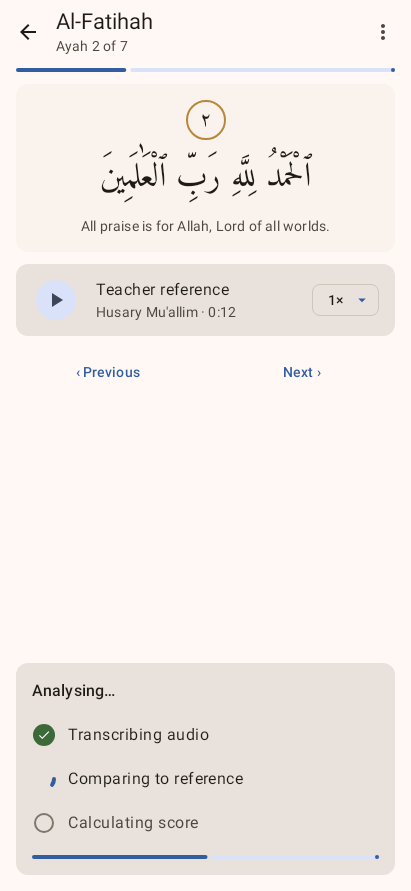 Al-Fatihah
Ayah 2 of 7
٢
ٱلْحَمْدُ لِلَّهِ رَبِّ ٱلْعَٰلَمِينَ
All praise is for Allah, Lord of all worlds.
Teacher reference
Husary Mu'allim · 0:12
1×
‹ Previous
Next ›
Analysing…
Transcribing audio
Comparing to reference
Calculating score